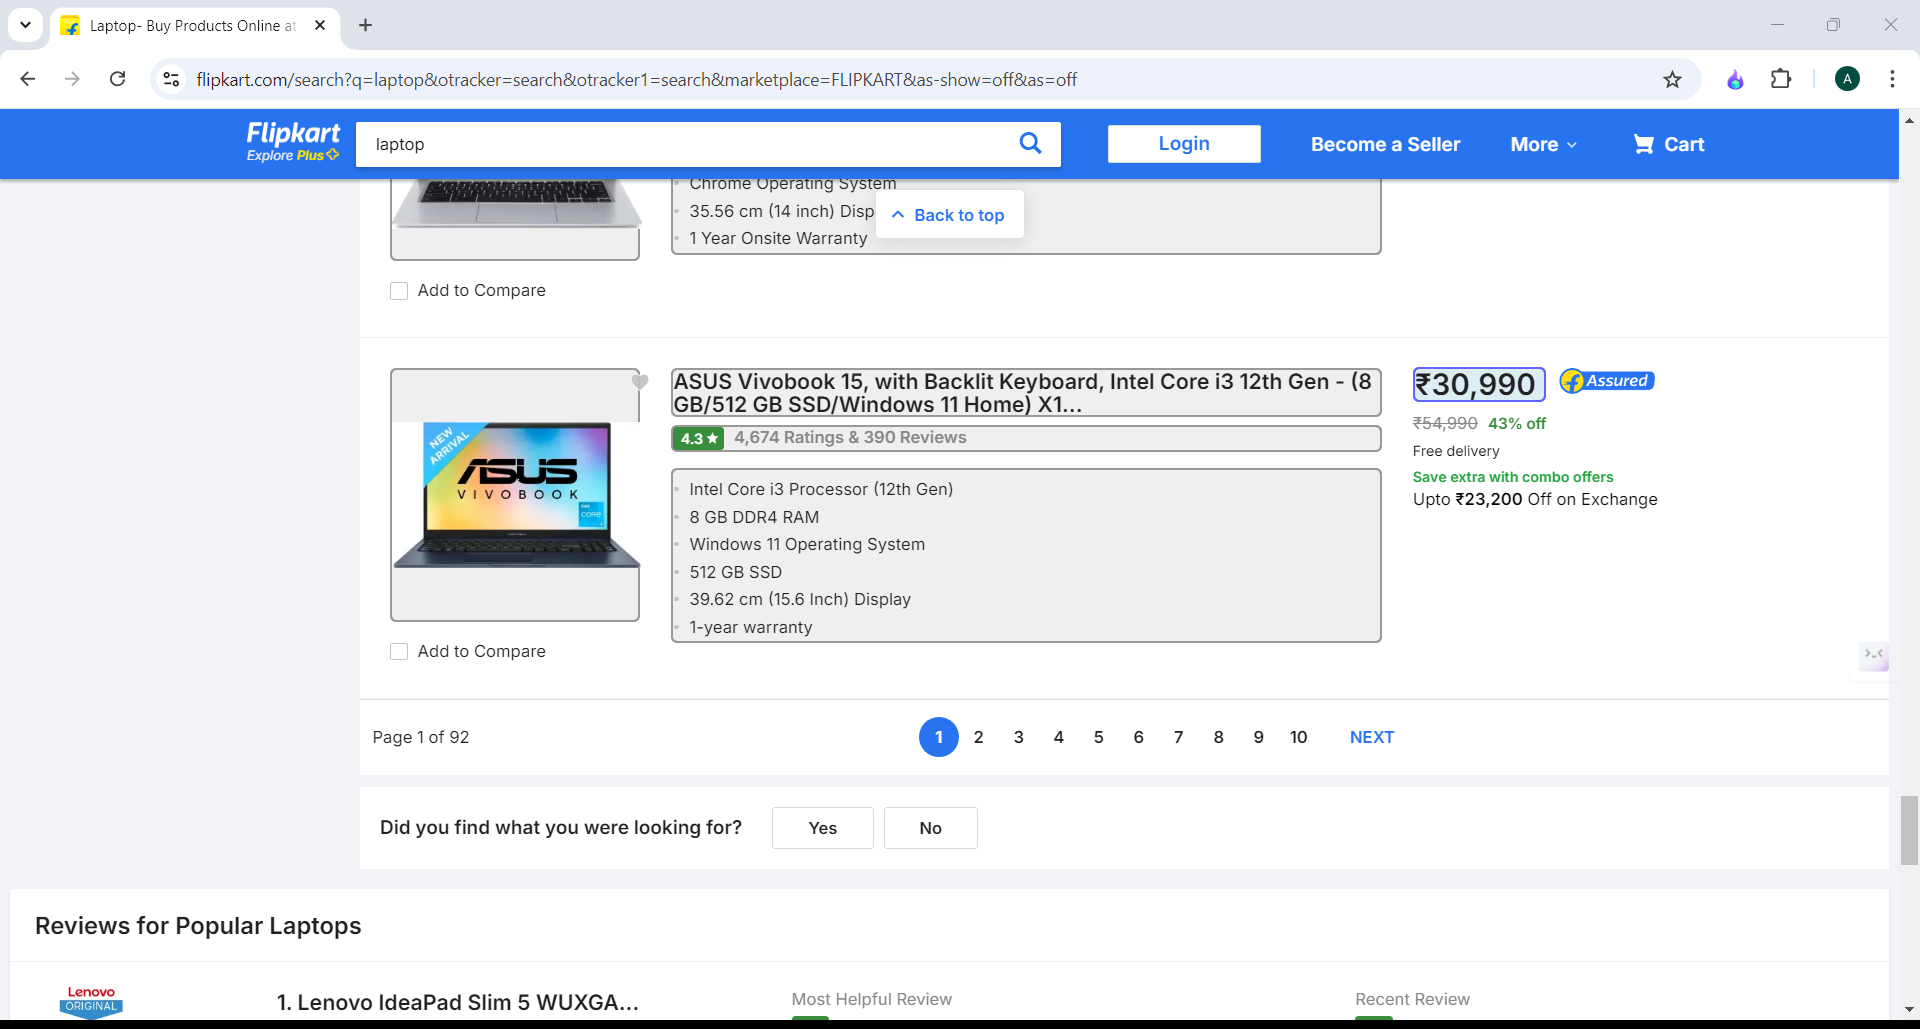 Laptop- Buy Products Online at
flipkart.com/search?q=laptop&otracker=search&otracker1=search&marketplace=FLIPKART&as-show=off&as=off
A
Flipkart
Explore Plus
laptop
Login
Become a Seller
More
Cart
Chrome Operating System
35.56 cm (14 inch) Disp
1 Year Onsite Warranty
Back to top
Add to Compare
NEW
ARRIVAL
ASUS
VIVOBOOK
intel
CORE
ASUS Vivobook 15, with Backlit Keyboard, Intel Core i3 12th Gen - (8
GB/512 GB SSD/Windows 11 Home) X1...
4.3 ★ 4,674 Ratings & 390 Reviews
Intel Core i3 Processor (12th Gen)
8 GB DDR4 RAM
Windows 11 Operating System
512 GB SSD
39.62 cm (15.6 Inch) Display
1-year warranty
₹30,990
Assured
₹54,990 43% off
Free delivery
Save extra with combo offers
Upto ₹23,200 Off on Exchange
Add to Compare
Page 1 of 92
1 2 3 4 5 6 7 8 9 10 NEXT
Did you find what you were looking for?
Yes
No
Reviews for Popular Laptops
Lenovo
ORIGINAL
1. Lenovo IdeaPad Slim 5 WUXGA...
Most Helpful Review
Recent Review